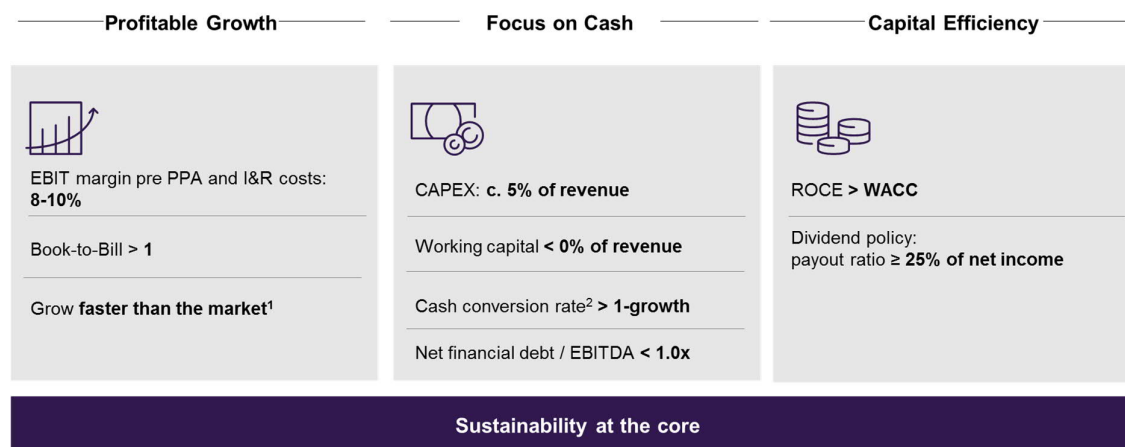 Profitable Growth
EBIT margin pre PPA and I&R costs:
8-10%
Book-to-Bill > 1
Grow faster than the market¹
Focus on Cash
CAPEX: c. 5% of revenue
Working capital < 0% of revenue
Cash conversion rate² > 1-growth
Net financial debt / EBITDA < 1.0x
Capital Efficiency
ROCE > WACC
Dividend policy:
payout ratio ≥ 25% of net income
Sustainability at the core